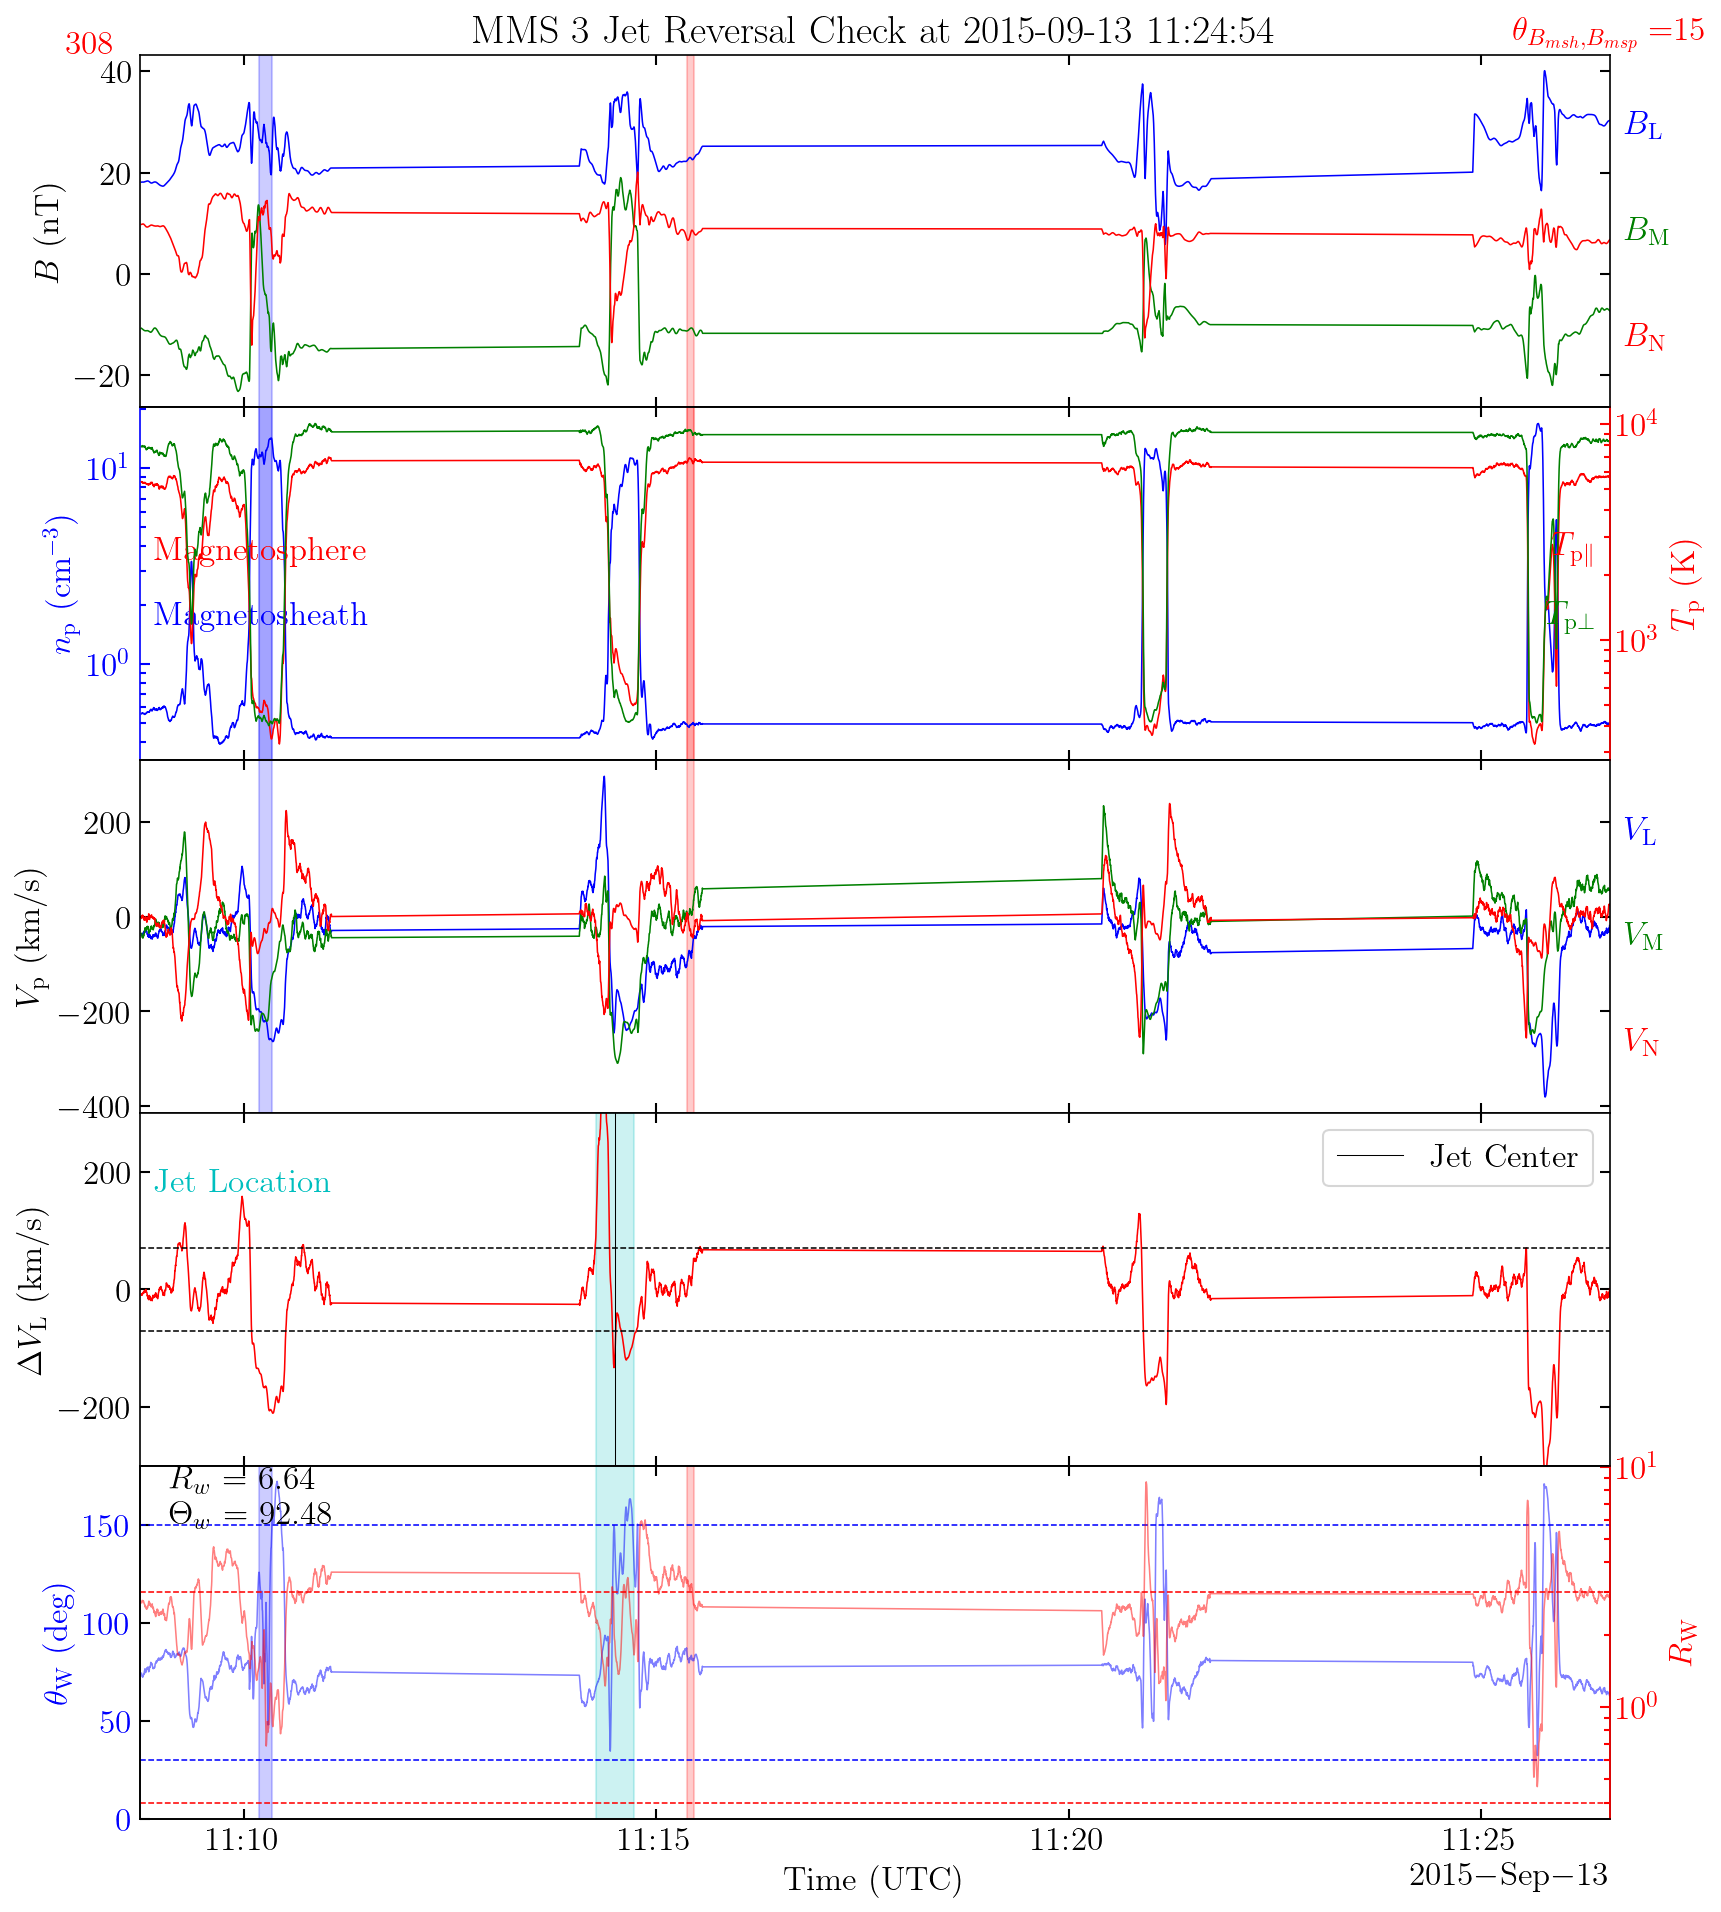 MMS 3 Jet Reversal Check at 2015-09-13 11:24:54
308
θ_{B_{msh},B_{msp}} =15
40
20
0
−20
B (nT)
B_L
B_M
B_N
10^1
10^0
n_p (cm^{−3})
Magnetosphere
Magnetosheath
T_{p∥}
T_{p⊥}
10^4
10^3
T_p (K)
200
0
−200
−400
V_p (km/s)
V_L
V_M
V_N
200
0
−200
ΔV_L (km/s)
Jet Location
Jet Center
R_w = 6.64
Θ_w = 92.48
150
100
50
0
θ_W (deg)
10^1
10^0
R_W
11:10
11:15
11:20
11:25
2015−Sep−13
Time (UTC)